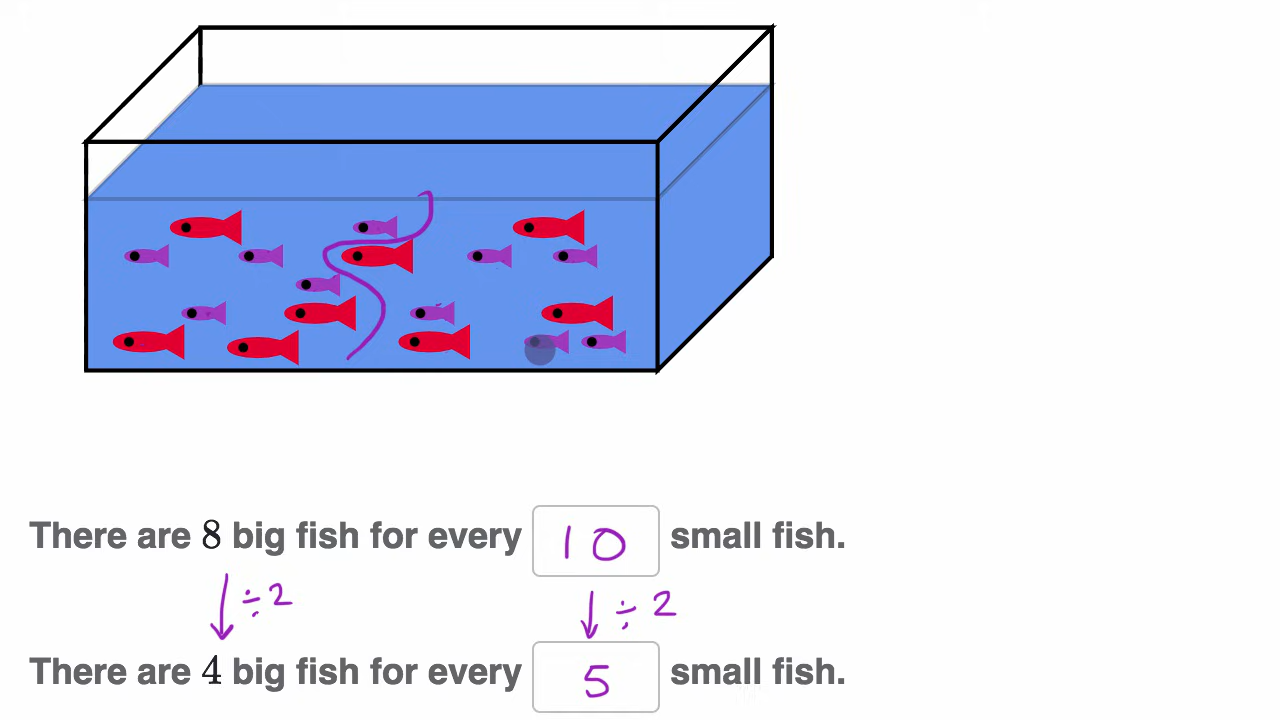 There are 8 big fish for every 10 small fish.
÷2 ÷2
There are 4 big fish for every 5 small fish.